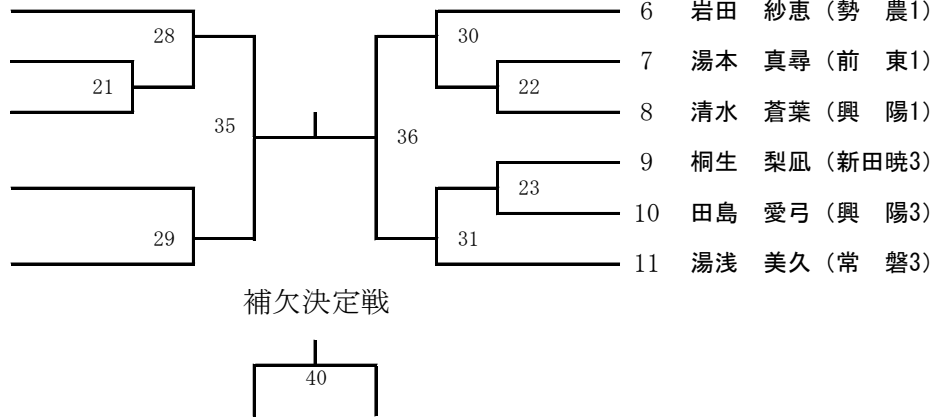 6 岩田　紗恵（勢　農1）
28 30
7 湯本　真尋（前　東1）
21 22
8 清水　蒼葉（興　陽1）
35 36
9 桐生　梨凪（新田暁3）
23
10 田島　愛弓（興　陽3）
29 31
11 湯浅　美久（常　磐3）
補欠決定戦
40